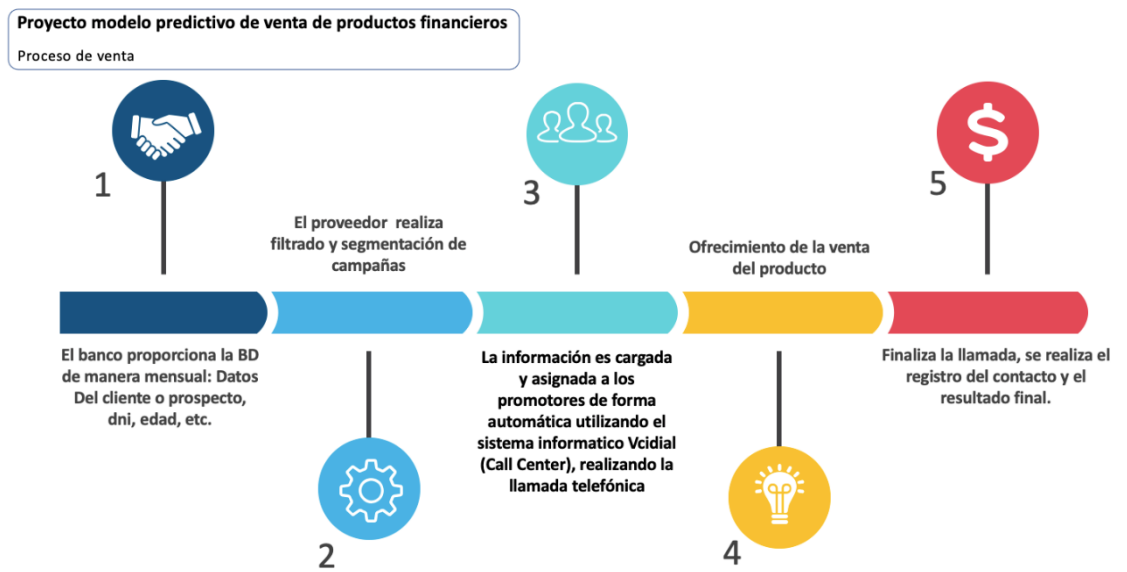 Proyecto modelo predictivo de venta de productos financieros
Proceso de venta
1
El banco proporciona la BD
de manera mensual: Datos
Del cliente o prospecto,
dni, edad, etc.
El proveedor realiza
filtrado y segmentación de
campañas
2
3
La información es cargada
y asignada a los
promotores de forma
automática utilizando el
sistema informatico Vcidial
(Call Center), realizando la
llamada telefónica
Ofrecimiento de la venta
del producto
4
5
$
Finaliza la llamada, se realiza el
registro del contacto y el
resultado final.